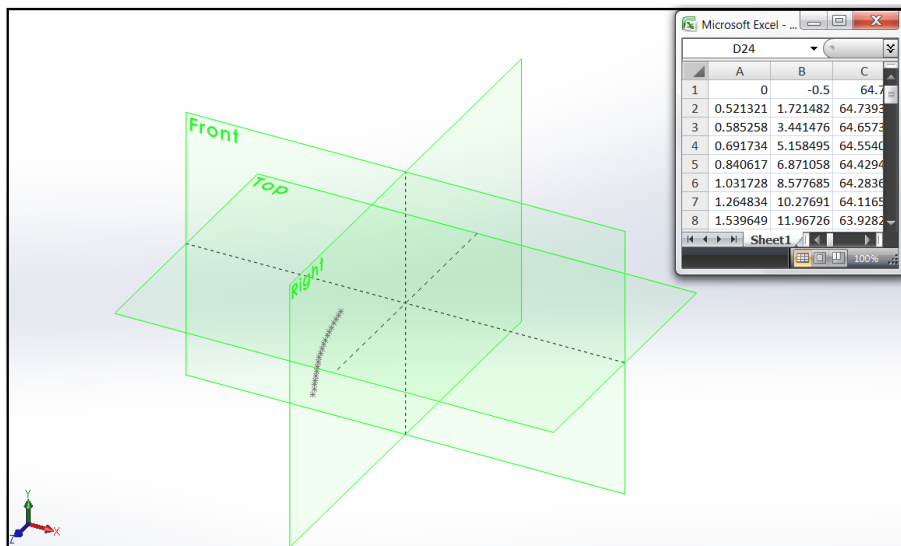 Microsoft Excel - ...
D24
A B C
1 0 -0.5 64.7
2 0.521321 1.721482 64.7393
3 0.585258 3.441476 64.6573
4 0.691734 5.158495 64.5540
5 0.840617 6.871058 64.4294
6 1.031728 8.577685 64.2836
7 1.264834 10.27691 64.1165
8 1.539649 11.96726 63.9282
Sheet1
100%
Front
Top
Right
Y
X
Z